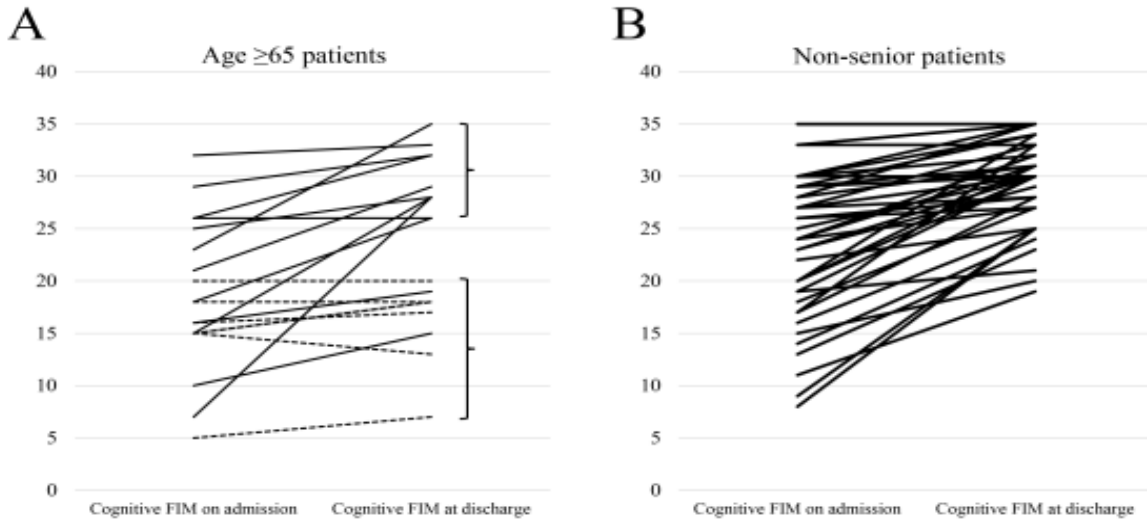 A
Age ≥65 patients
40
35
30
25
20
15
10
5
0
Cognitive FIM on admission
Cognitive FIM at discharge
B
Non-senior patients
40
35
30
25
20
15
10
5
0
Cognitive FIM on admission
Cognitive FIM at discharge